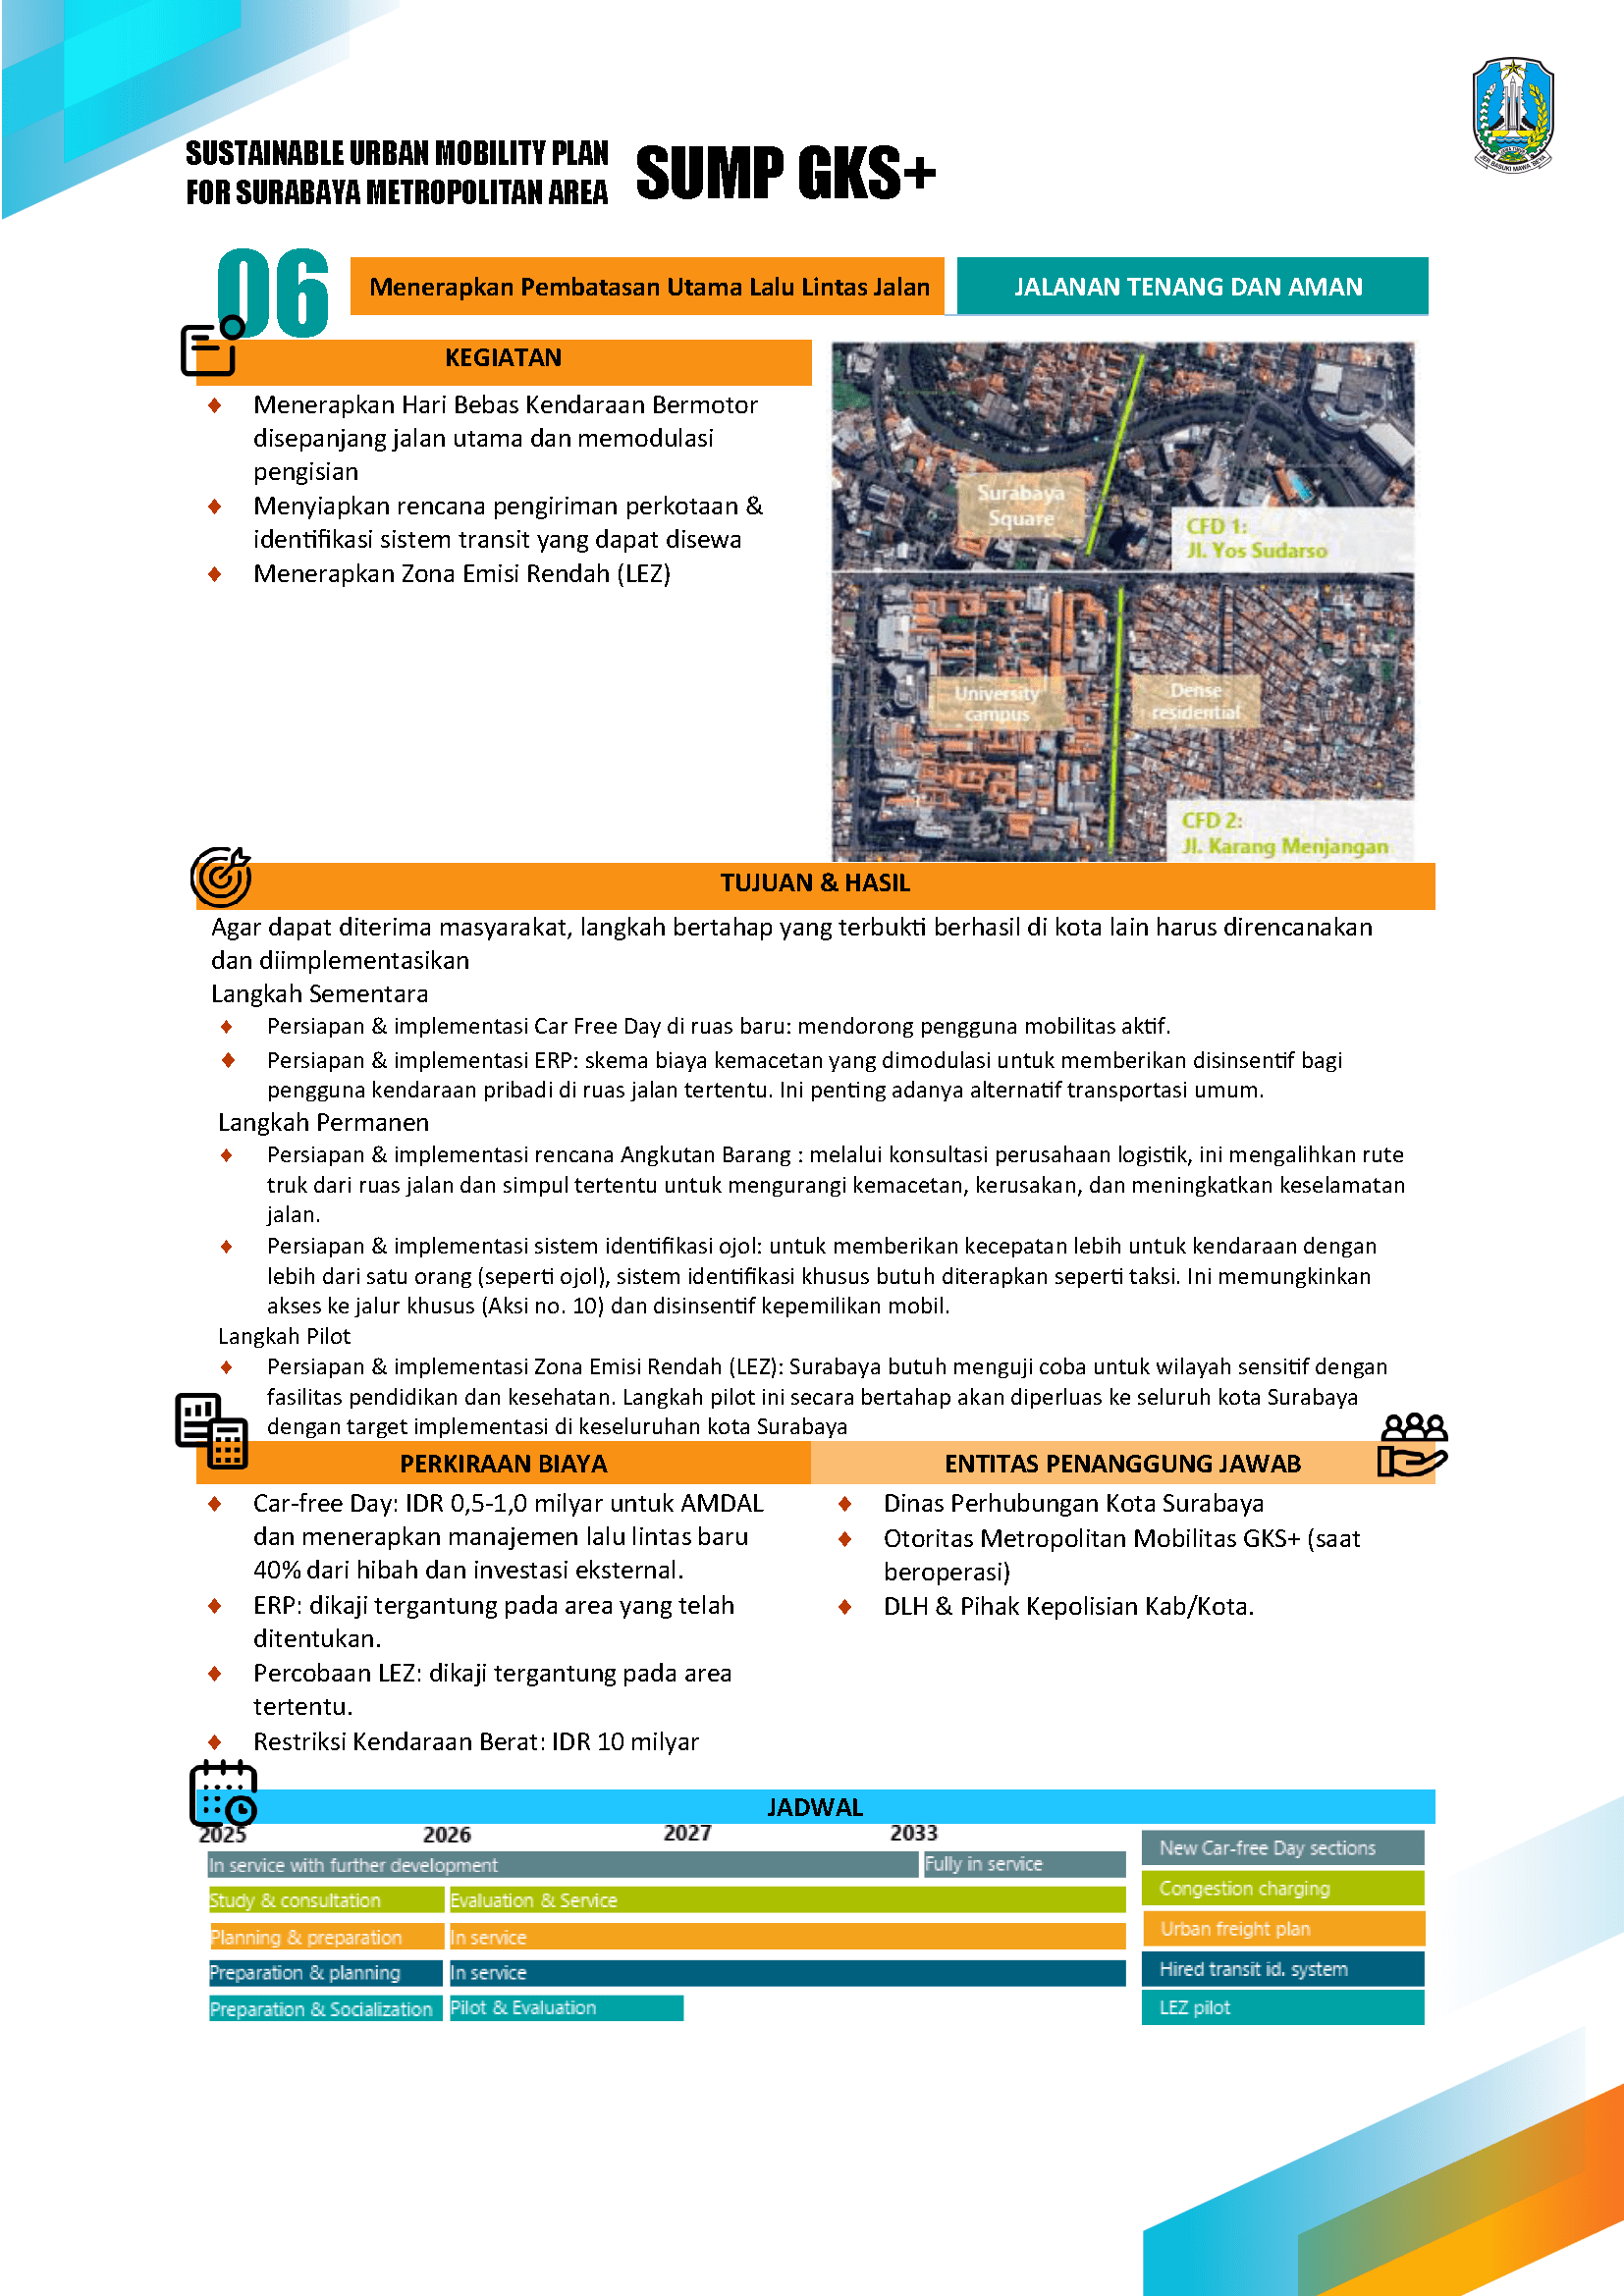 SUSTAINABLE URBAN MOBILITY PLAN
FOR SURABAYA METROPOLITAN AREA
SUMP GKS+
JAWA TIMUR
JER BASUKI MAWA BEYA
06
Menerapkan Pembatasan Utama Lalu Lintas Jalan
JALANAN TENANG DAN AMAN
KEGIATAN
♦ Menerapkan Hari Bebas Kendaraan Bermotor
disepanjang jalan utama dan memodulasi
pengisian
♦ Menyiapkan rencana pengiriman perkotaan &
identifikasi sistem transit yang dapat disewa
♦ Menerapkan Zona Emisi Rendah (LEZ)
Surabaya
Square
CFD 1:
Jl. Yos Sudarso
University
campus
Dense
residential
CFD 2:
Jl. Karang Menjangan
TUJUAN & HASIL
Agar dapat diterima masyarakat, langkah bertahap yang terbukti berhasil di kota lain harus direncanakan
dan diimplementasikan
Langkah Sementara
♦ Persiapan & implementasi Car Free Day di ruas baru: mendorong pengguna mobilitas aktif.
♦ Persiapan & implementasi ERP: skema biaya kemacetan yang dimodulasi untuk memberikan disinsentif bagi
pengguna kendaraan pribadi di ruas jalan tertentu. Ini penting adanya alternatif transportasi umum.
Langkah Permanen
♦ Persiapan & implementasi rencana Angkutan Barang : melalui konsultasi perusahaan logistik, ini mengalihkan rute
truk dari ruas jalan dan simpul tertentu untuk mengurangi kemacetan, kerusakan, dan meningkatkan keselamatan
jalan.
♦ Persiapan & implementasi sistem identifikasi ojol: untuk memberikan kecepatan lebih untuk kendaraan dengan
lebih dari satu orang (seperti ojol), sistem identifikasi khusus butuh diterapkan seperti taksi. Ini memungkinkan
akses ke jalur khusus (Aksi no. 10) dan disinsentif kepemilikan mobil.
Langkah Pilot
♦ Persiapan & implementasi Zona Emisi Rendah (LEZ): Surabaya butuh menguji coba untuk wilayah sensitif dengan
fasilitas pendidikan dan kesehatan. Langkah pilot ini secara bertahap akan diperluas ke seluruh kota Surabaya
dengan target implementasi di keseluruhan kota Surabaya
PERKIRAAN BIAYA
♦ Car-free Day: IDR 0,5-1,0 milyar untuk AMDAL
dan menerapkan manajemen lalu lintas baru
40% dari hibah dan investasi eksternal.
♦ ERP: dikaji tergantung pada area yang telah
ditentukan.
♦ Percobaan LEZ: dikaji tergantung pada area
tertentu.
♦ Restriksi Kendaraan Berat: IDR 10 milyar
ENTITAS PENANGGUNG JAWAB
♦ Dinas Perhubungan Kota Surabaya
♦ Otoritas Metropolitan Mobilitas GKS+ (saat
beroperasi)
♦ DLH & Pihak Kepolisian Kab/Kota.
JADWAL
2025 2026 2027 2033
In service with further development Fully in service New Car-free Day sections
Study & consultation Evaluation & Service Congestion charging
Planning & preparation In service Urban freight plan
Preparation & planning In service Hired transit id. system
Preparation & Socialization Pilot & Evaluation LEZ pilot